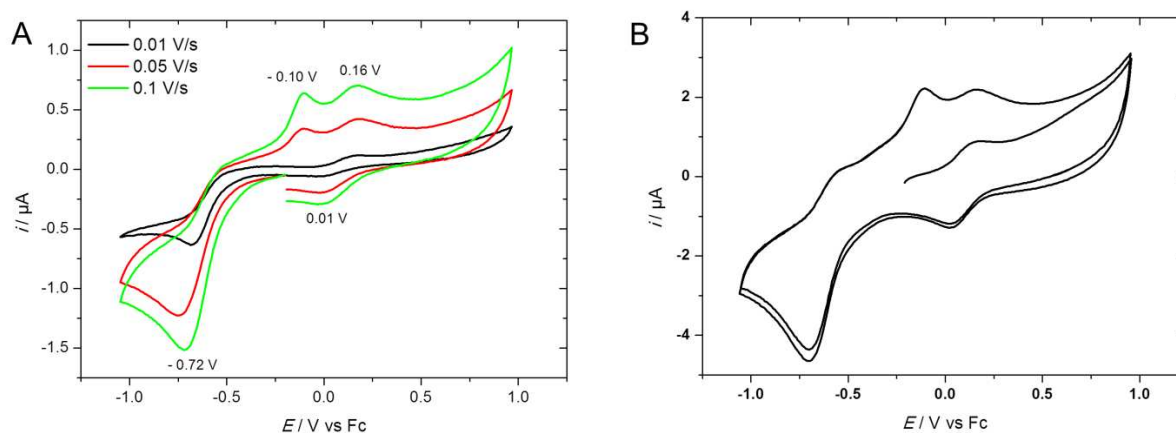 A
0.01 V/s
0.05 V/s
0.1 V/s
- 0.10 V
0.16 V
0.01 V
- 0.72 V
1.0
0.5
0.0
-0.5
-1.0
-1.5
i / µA
-1.0 -0.5 0.0 0.5 1.0
E / V vs Fc
B
4
2
0
-2
-4
i / µA
-1.0 -0.5 0.0 0.5 1.0
E / V vs Fc